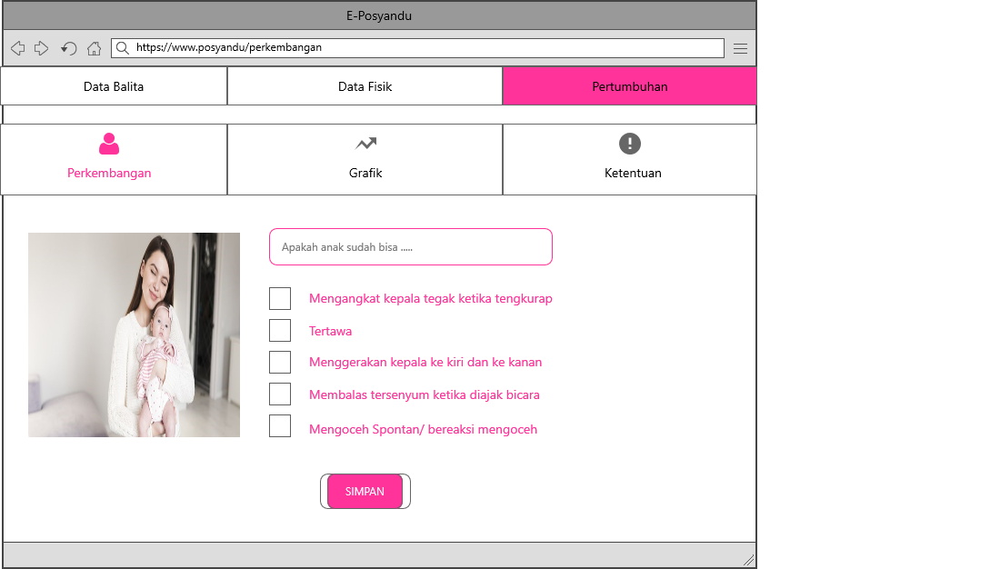 E-Posyandu
https://www.posyandu/perkembangan
Data Balita
Data Fisik
Pertumbuhan
Perkembangan
Grafik
Ketentuan
Apakah anak sudah bisa .....
Mengangkat kepala tegak ketika tengkurap
Tertawa
Menggerakan kepala ke kiri dan ke kanan
Membalas tersenyum ketika diajak bicara
Mengoceh Spontan/ bereaksi mengoceh
SIMPAN